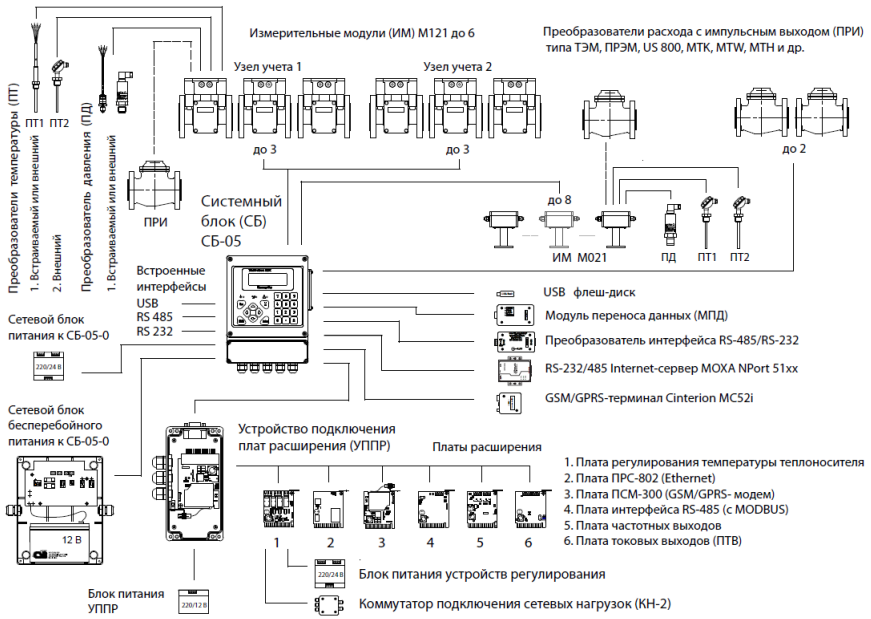 Измерительные модули (ИМ) М121 до 6
Преобразователи расхода с импульсным выходом (ПРИ)
типа ТЭМ, ПРЭМ, US 800, МТК, MTW, МТН и др.
Узел учета 1
Узел учета 2
Преобразователи температуры (ПТ)
1. Встраиваемый или внешний
2. Внешний
ПТ1
ПТ2
Преобразователь давления (ПД)
1. Встраиваемый или внешний
до 3
до 3
до 2
ПРИ
Системный
блок (СБ)
СБ-05
до 8
ИМ М021
ПД
ПТ1
ПТ2
Встроенные
интерфейсы
USB
RS 485
RS 232
USB флеш-диск
Модуль переноса данных (МПД)
Преобразователь интерфейса RS-485/RS-232
RS-232/485 Internet-сервер MOXA NPort 51xx
GSM/GPRS-терминал Cinterion MC52i
Сетевой блок
питания к СБ-05-0
220/24 В
Сетевой блок
бесперебойного
питания к СБ-05-0
12 В
Устройство подключения
плат расширения (УППР)
Платы расширения
1. Плата регулирования температуры теплоносителя
2. Плата ПРС-802 (Ethernet)
3. Плата ПСМ-300 (GSM/GPRS- модем)
4. Плата интерфейса RS-485 (с MODBUS)
5. Плата частотных выходов
6. Плата токовых выходов (ПТВ)
1
2
3
4
5
6
220/24 В
Блок питания устройств регулирования
Блок питания
УППР
220/12 В
Коммутатор подключения сетевых нагрузок (КН-2)